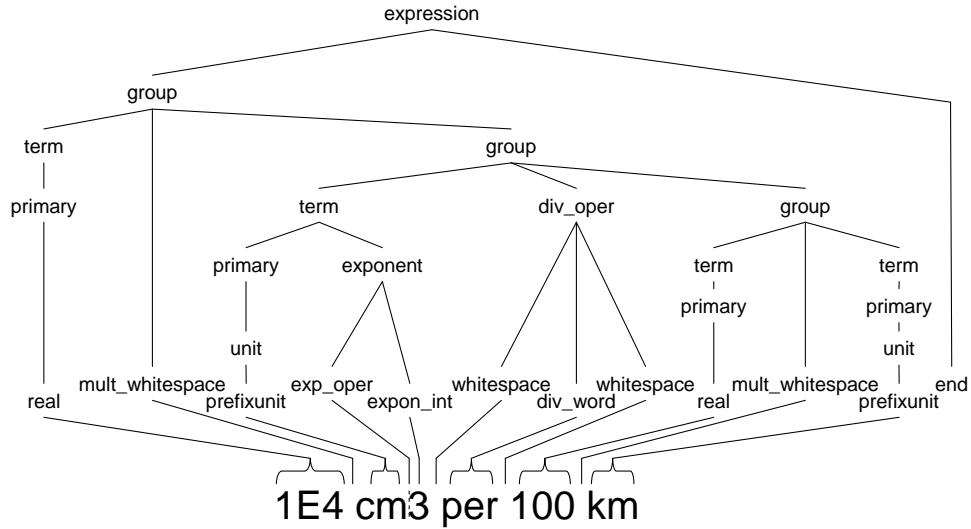 expression
group
term group
primary term div_oper group
primary exponent term term
primary primary
unit unit
mult_whitespace exp_oper whitespace whitespace mult_whitespace end
real prefixunit expon_int div_word real prefixunit
1E4 cm3 per 100 km